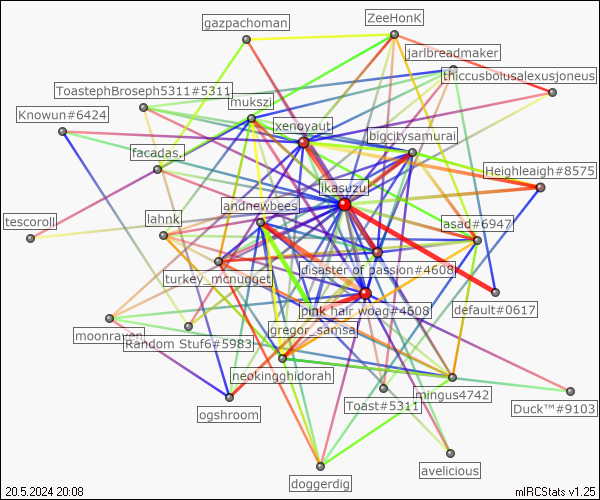 gazpachoman
ZeeHonK
jarlbreadmaker
thiccusbolusalexusjoneus
ToastephBroseph5311#5311
mukszi
Knowun#6424
xenoyaut
bigcitysamurai
facadas.
Heighleaigh#8575
ikasuzu
andnewbees
tescoroll
lahnk
asad#6947
disaster of passion#4608
turkey_mcnugget
default#0617
pink hair woag#4608
moonraven
gregor_samsa
Random Stuf6#5983
neokingghidorah
mingus4742
Toast#5311
Duck™#9103
ogshroom
avelicious
doggerdig
20.5.2024 20:08
mIRCStats v1.25